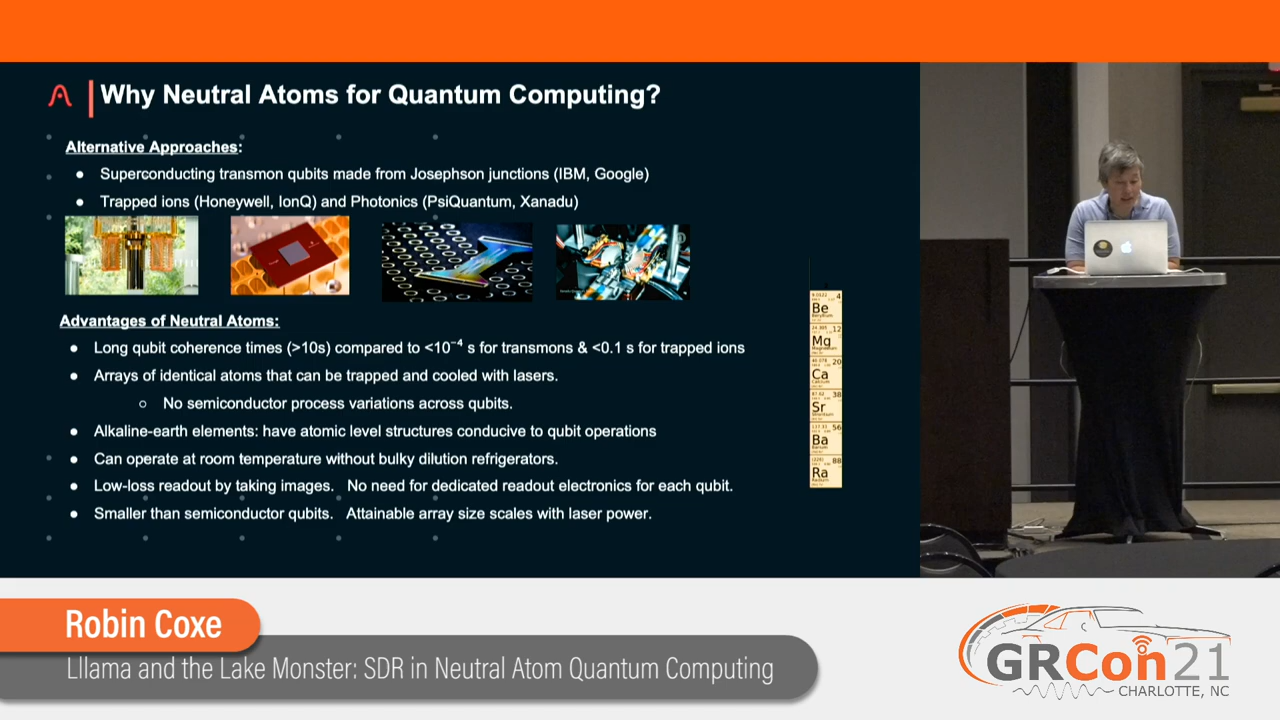 Why Neutral Atoms for Quantum Computing?
Alternative Approaches:
● Superconducting transmon qubits made from Josephson junctions (IBM, Google)
● Trapped ions (Honeywell, IonQ) and Photonics (PsiQuantum, Xanadu)
Advantages of Neutral Atoms:
● Long qubit coherence times (>10s) compared to <10⁻⁴ s for transmons & <0.1 s for trapped ions
● Arrays of identical atoms that can be trapped and cooled with lasers.
○ No semiconductor process variations across qubits.
● Alkaline-earth elements: have atomic level structures conducive to qubit operations
● Can operate at room temperature without bulky dilution refrigerators.
● Low-loss readout by taking images. No need for dedicated readout electronics for each qubit.
● Smaller than semiconductor qubits. Attainable array size scales with laser power.
4
Be
Beryllium
12
Mg
Magnesium
20
Ca
Calcium
38
Sr
Strontium
56
Ba
Barium
88
Ra
Radium
Robin Coxe
Lllama and the Lake Monster: SDR in Neutral Atom Quantum Computing
GRCon21
CHARLOTTE, NC